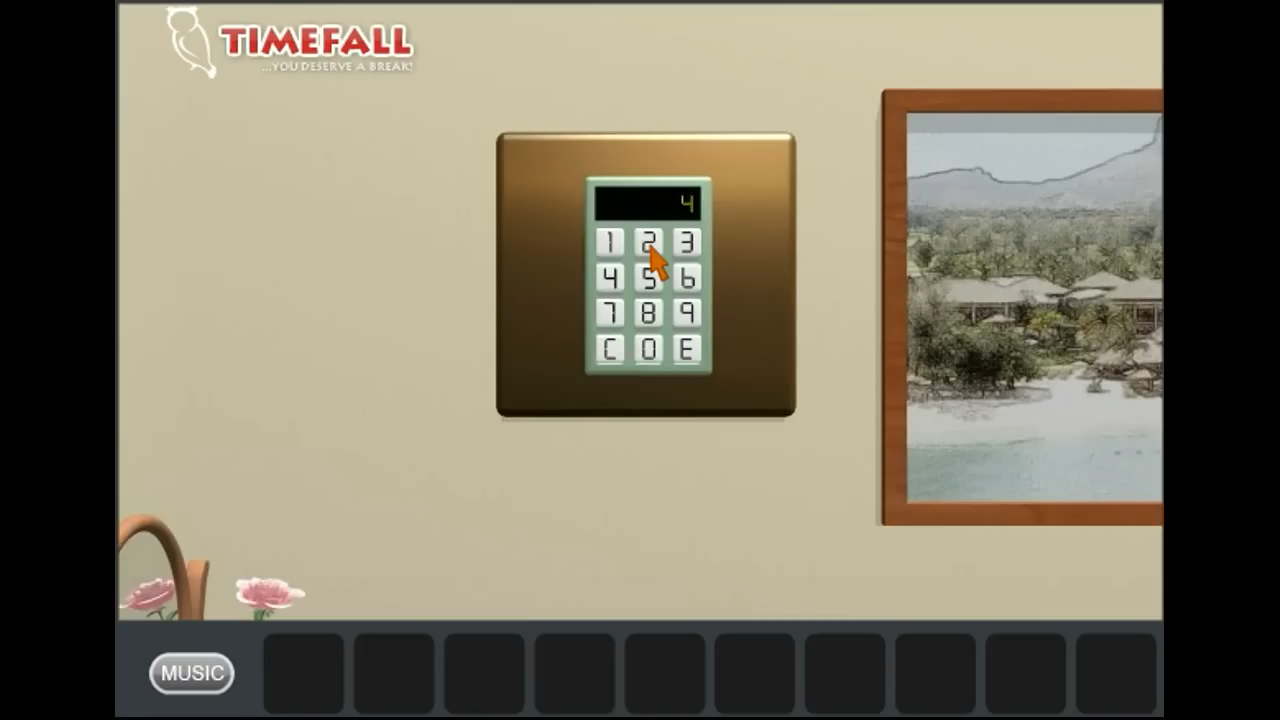 TIMEFALL
...YOU DESERVE A BREAK!
4
1 2 3
4 5 6
7 8 9
C 0 E
MUSIC